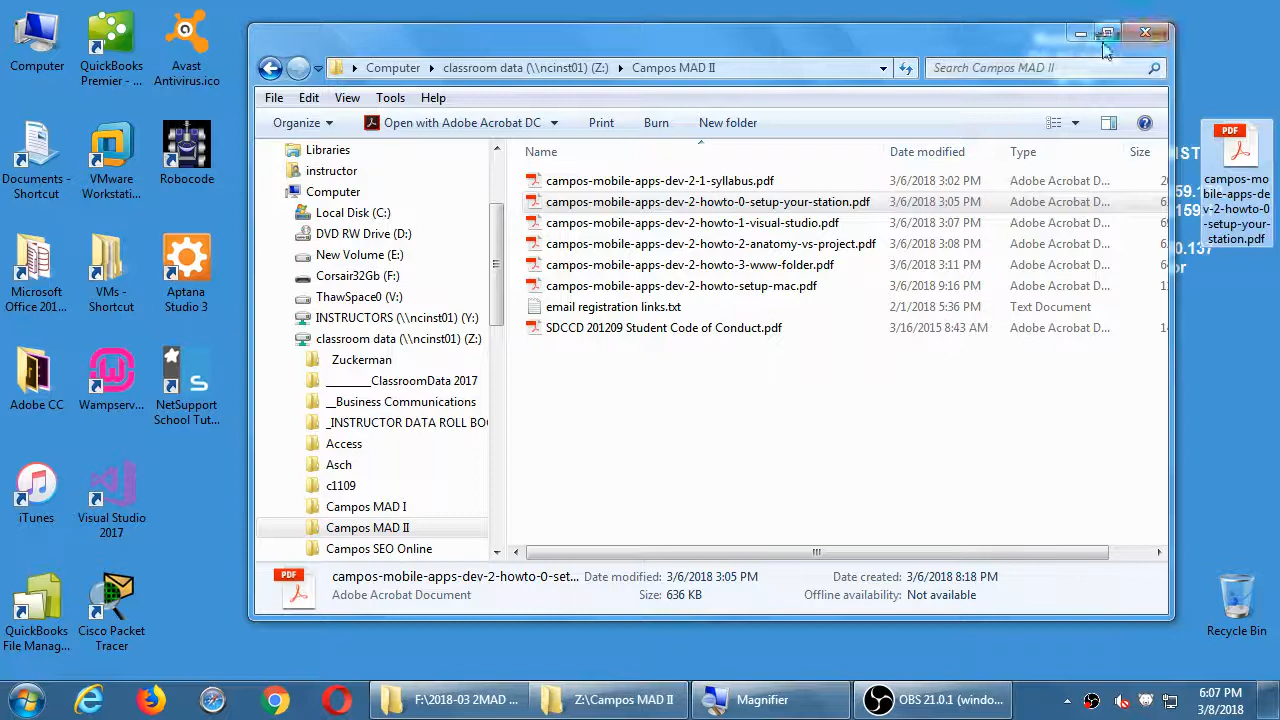 Computer
QuickBooks
Premier - ...
Avast
Antivirus.ico
Documents -
Shortcut
VMware
Workstati...
Robocode
Microsoft
Office 201...
VMs -
Shortcut
Aptana
Studio 3
Adobe CC
Wampserv...
NetSupport
School Tut...
iTunes
Visual Studio
2017
QuickBooks
File Manag...
Cisco Packet
Tracer
Computer
classroom data (\\ncinst01) (Z:)
Campos MAD II
Search Campos MAD II
File Edit View Tools Help
Organize
Open with Adobe Acrobat DC
Print
Burn
New folder
Libraries
instructor
Computer
Local Disk (C:)
DVD RW Drive (D:)
New Volume (E:)
Corsair32Gb (F:)
ThawSpace0 (V:)
INSTRUCTORS (\\ncinst01) (Y:)
classroom data (\\ncinst01) (Z:)
Zuckerman
________ClassroomData 2017
__Business Communications
_INSTRUCTOR DATA ROLL BO
Access
Asch
c1109
Campos MAD I
Campos MAD II
Campos SEO Online
Name Date modified Type Size
campos-mobile-apps-dev-2-1-syllabus.pdf 3/6/2018 3:02 PM Adobe Acrobat D...
campos-mobile-apps-dev-2-howto-0-setup-your-station.pdf 3/6/2018 3:05 PM Adobe Acrobat D...
campos-mobile-apps-dev-2-howto-1-visual-studio.pdf 3/6/2018 3:07 PM Adobe Acrobat D...
campos-mobile-apps-dev-2-howto-2-anatomy-vs-project.pdf 3/6/2018 3:08 PM Adobe Acrobat D...
campos-mobile-apps-dev-2-howto-3-www-folder.pdf 3/6/2018 3:11 PM Adobe Acrobat D...
campos-mobile-apps-dev-2-howto-setup-mac.pdf 3/6/2018 9:16 PM Adobe Acrobat D...
email registration links.txt 2/1/2018 5:36 PM Text Document
SDCCD 201209 Student Code of Conduct.pdf 3/16/2015 8:43 AM Adobe Acrobat D...
PDF
campos-mobile-apps-dev-2-howto-0-set... Date modified: 3/6/2018 3:05 PM Date created: 3/6/2018 8:18 PM
Adobe Acrobat Document Size: 636 KB Offline availability: Not available
PDF
campos-mo
bile-apps-de
v-2-howto-0
-setup-your-
station.pdf
Recycle Bin
F:\2018-03 2MAD ...
Z:\Campos MAD II
Magnifier
OBS 21.0.1 (windo...
6:07 PM
3/8/2018